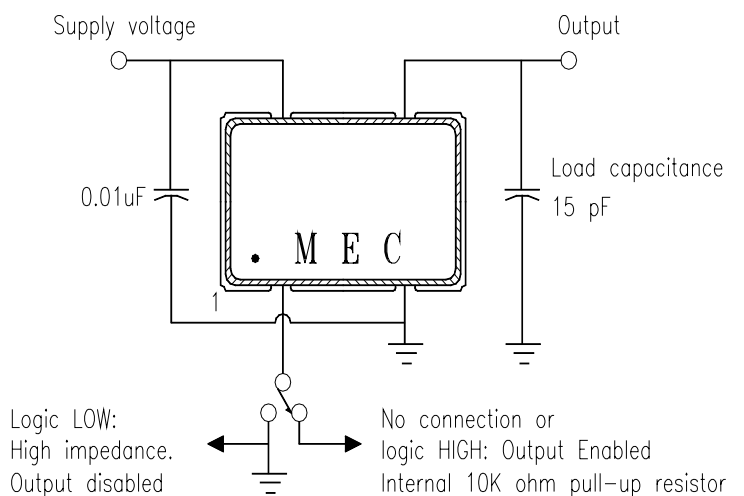 Supply voltage
Output
0.01uF
Load capacitance
15 pF
M E C
1
Logic LOW:
High impedance.
Output disabled
No connection or
logic HIGH: Output Enabled
Internal 10K ohm pull-up resistor